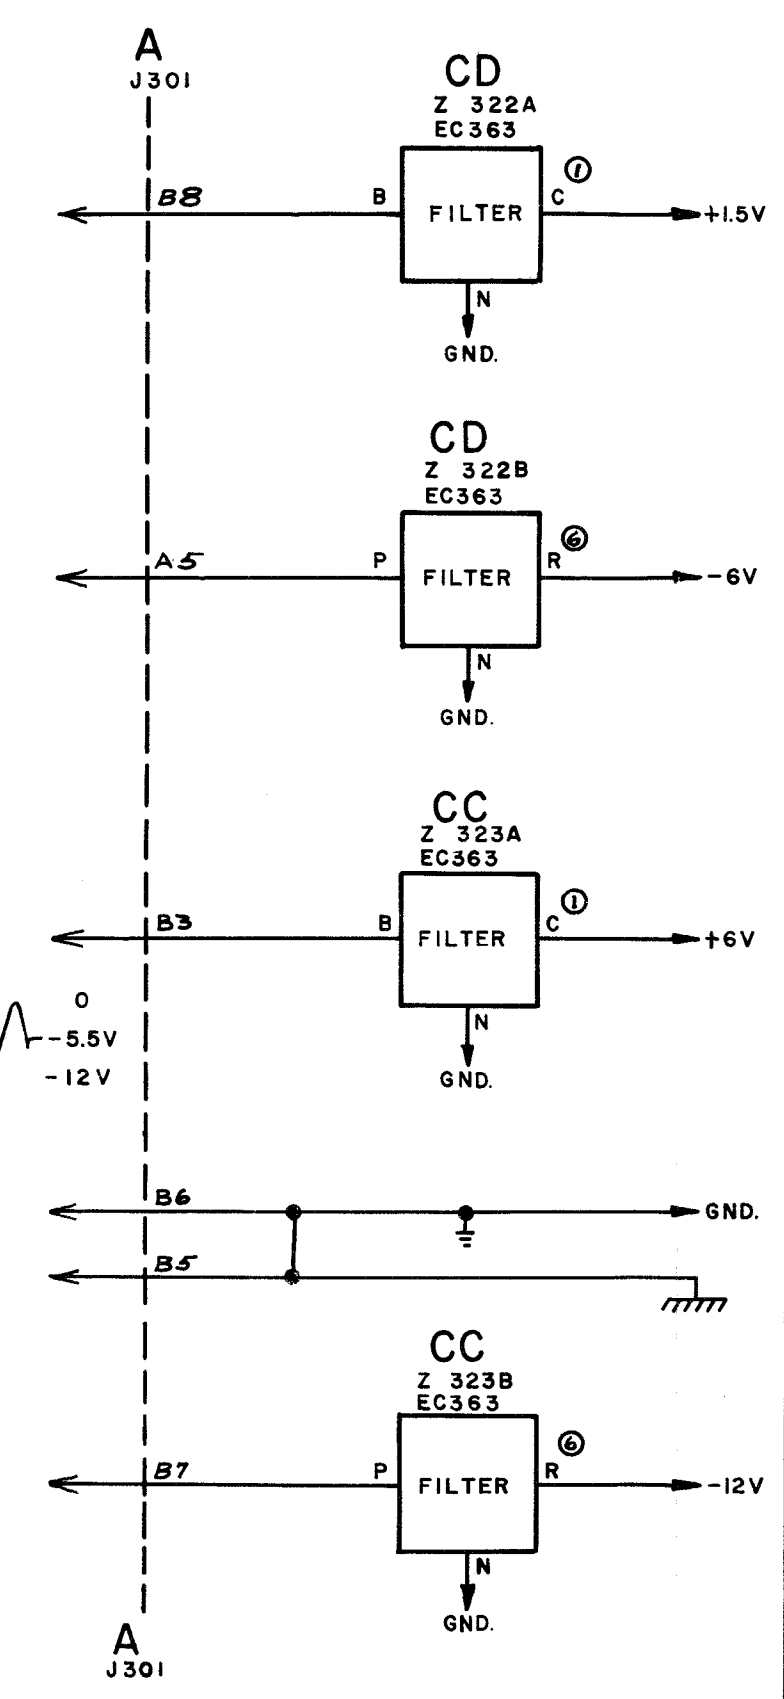 A
J301
CD
Z 322A
EC363
B8
B
FILTER
C
1
+1.5V
N
GND.
CD
Z 322B
EC363
A5
P
FILTER
R
6
-6V
N
GND.
CC
Z 323A
EC363
B3
B
FILTER
C
1
+6V
N
GND.
0
-5.5V
-12V
B6
GND.
B5
CC
Z 323B
EC363
B7
P
FILTER
R
6
-12V
N
GND.
A
J301